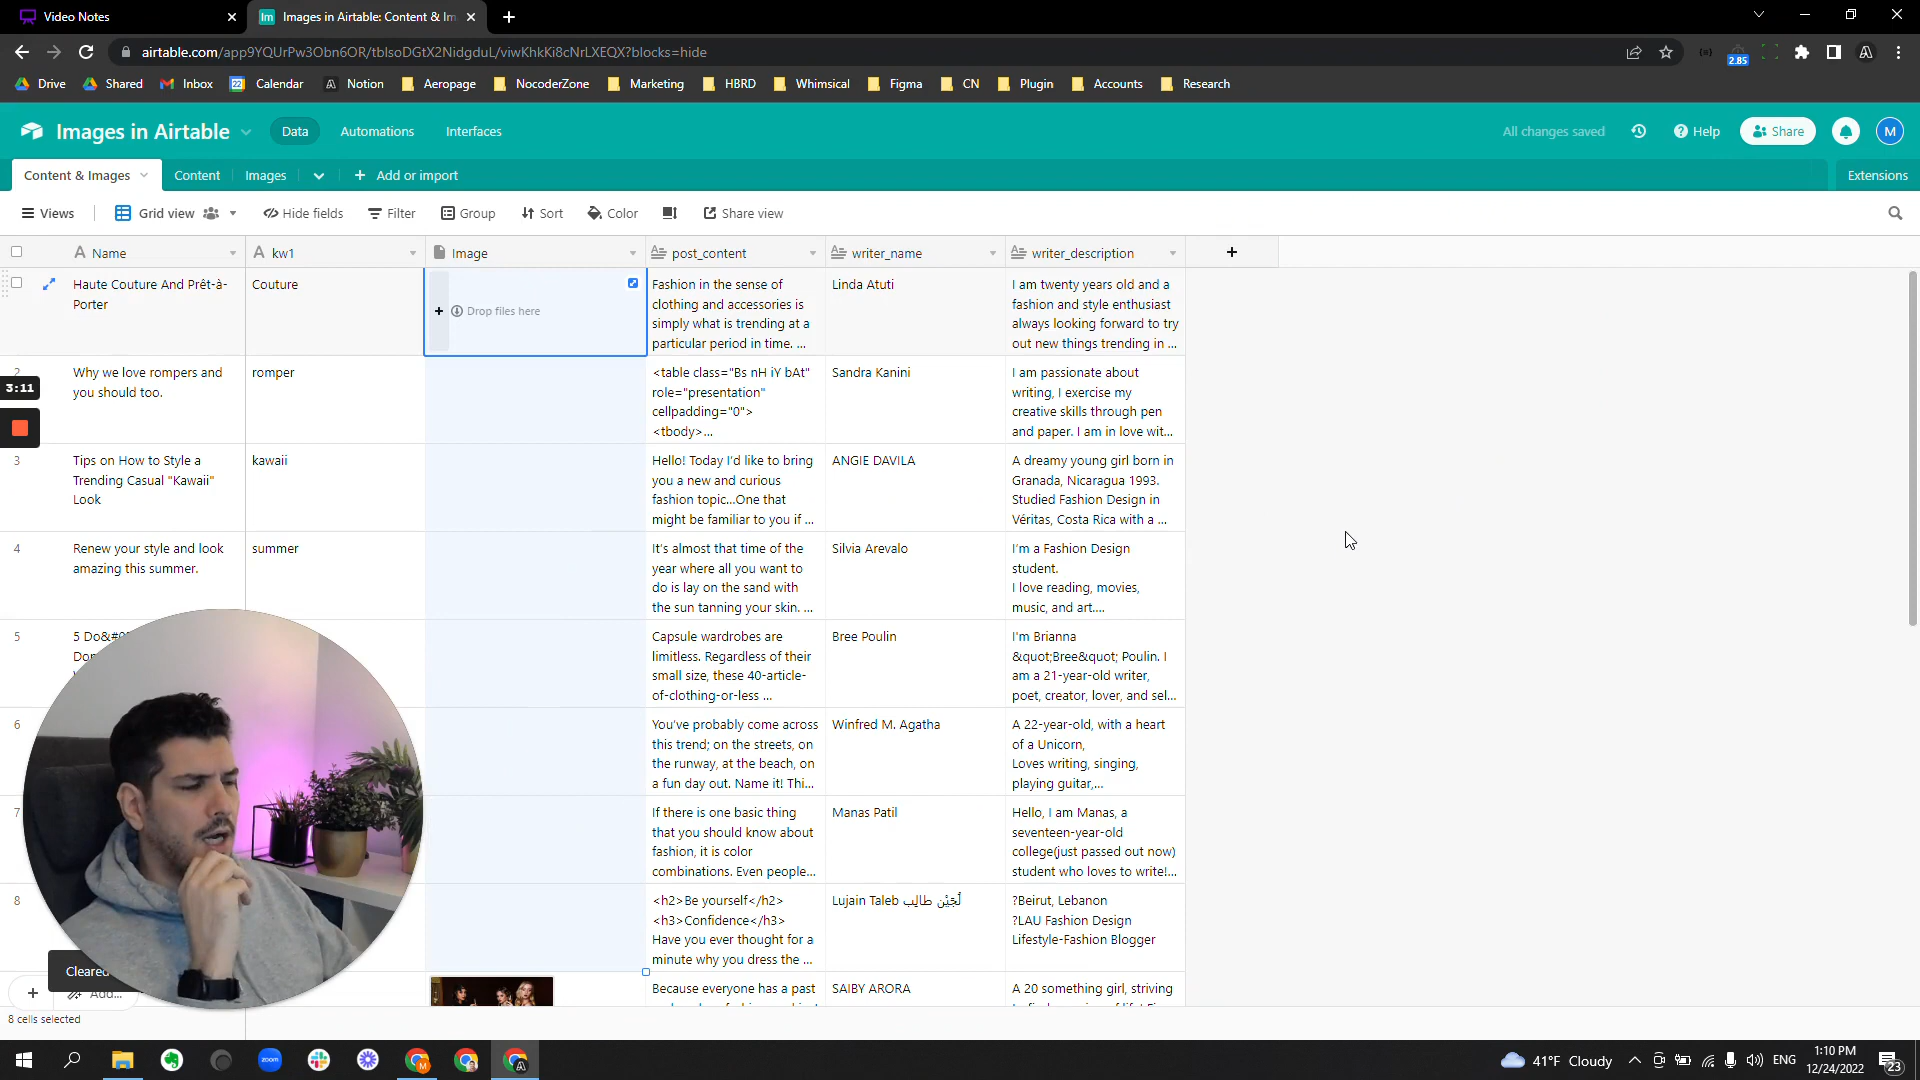 Video Notes
Images in Airtable: Content & Im
airtable.com/app9YQUrPw3Obn6OR/tblsoDGtX2NidgduL/viwKhkKi8cNrLXEQX?blocks=hide
2.85
Drive
Shared
Inbox
22
Calendar
Notion
Aeropage
NocoderZone
Marketing
HBRD
Whimsical
Figma
CN
Plugin
Accounts
Research
Images in Airtable
Data
Automations
Interfaces
All changes saved
Help
Share
M
Content & Images
Content
Images
Add or import
Extensions
Views
Grid view
Hide fields
Filter
Group
Sort
Color
Share view
Name
kw1
Image
post_content
writer_name
writer_description
Haute Couture And Prêt-à-
Porter
Couture
Drop files here
Fashion in the sense of
clothing and accessories is
simply what is trending at a
particular period in time. ...
Linda Atuti
I am twenty years old and a
fashion and style enthusiast
always looking forward to try
out new things trending in ...
2
3:11
Why we love rompers and
you should too.
romper
<table class="Bs nH iY bAt"
role="presentation"
cellpadding="0">
<tbody>...
Sandra Kanini
I am passionate about
writing, I exercise my
creative skills through pen
and paper. I am in love wit...
3
Tips on How to Style a
Trending Casual "Kawaii"
Look
kawaii
Hello! Today I'd like to bring
you a new and curious
fashion topic...One that
might be familiar to you if ...
ANGIE DAVILA
A dreamy young girl born in
Granada, Nicaragua 1993.
Studied Fashion Design in
Véritas, Costa Rica with a ...
4
Renew your style and look
amazing this summer.
summer
It's almost that time of the
year where all you want to
do is lay on the sand with
the sun tanning your skin. ...
Silvia Arevalo
I'm a Fashion Design
student.
I love reading, movies,
music, and art....
5
5 Do&#0
Don
Capsule wardrobes are
limitless. Regardless of their
small size, these 40-article-
of-clothing-or-less ...
Bree Poulin
I'm Brianna
&quot;Bree&quot; Poulin. I
am a 21-year-old writer,
poet, creator, lover, and sel...
6
You've probably come across
this trend; on the streets, on
the runway, at the beach, on
a fun day out. Name it! Thi...
Winfred M. Agatha
A 22-year-old, with a heart
of a Unicorn,
Loves writing, singing,
playing guitar,...
7
If there is one basic thing
that you should know about
fashion, it is color
combinations. Even people...
Manas Patil
Hello, I am Manas, a
seventeen-year-old
college(just passed out now)
student who loves to write!...
8
<h2>Be yourself</h2>
<h3>Confidence</h3>
Have you ever thought for a
minute why you dress the ...
Lujain Taleb لُجَيْن طالِب
?Beirut, Lebanon
?LAU Fashion Design
Lifestyle-Fashion Blogger
Because everyone has a past
SAIBY ARORA
A 20 something girl, striving
Cleared
Add...
8 cells selected
zoom
41°F Cloudy
ENG
1:10 PM
12/24/2022
23